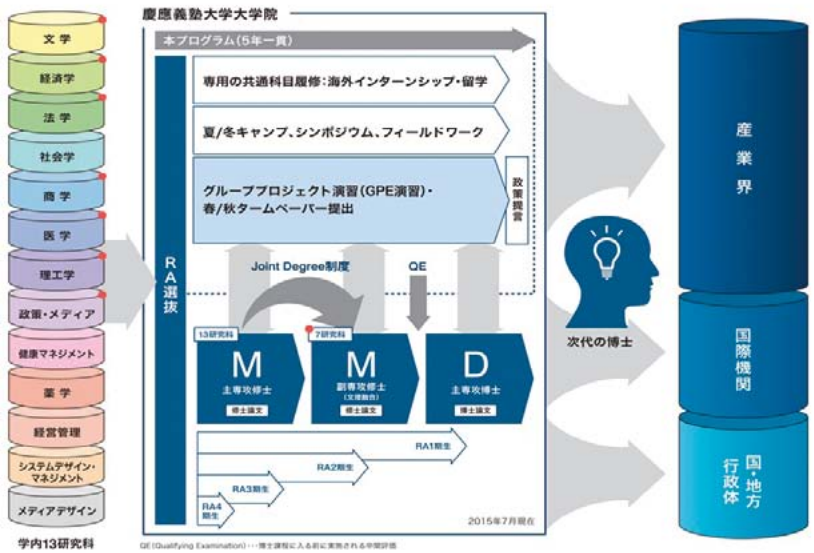 慶應義塾大学大学院
文学
経済学
法学
社会学
商学
医学
理工学
政策・メディア
健康マネジメント
薬学
経営管理
システムデザイン・
マネジメント
メディアデザイン
学内13研究科
本プログラム(5年一貫)
RA選抜
専用の共通科目履修:海外インターンシップ・留学
夏/冬キャンプ、シンポジウム、フィールドワーク
グループプロジェクト演習(GPE演習)・
春/秋タームペーパー提出
政策提言
Joint Degree制度
QE
13研究科
M
主専攻修士
修士論文
7研究科
M
副専攻修士
(文理融合)
修士論文
D
主専攻博士
博士論文
RA1期生
RA2期生
RA3期生
RA4
期生
2015年7月現在
QE(Qualifying Examination)・・・博士課程に入る前に実施される中間評価
次代の博士
産業界
国際機関
国・地方
行政体